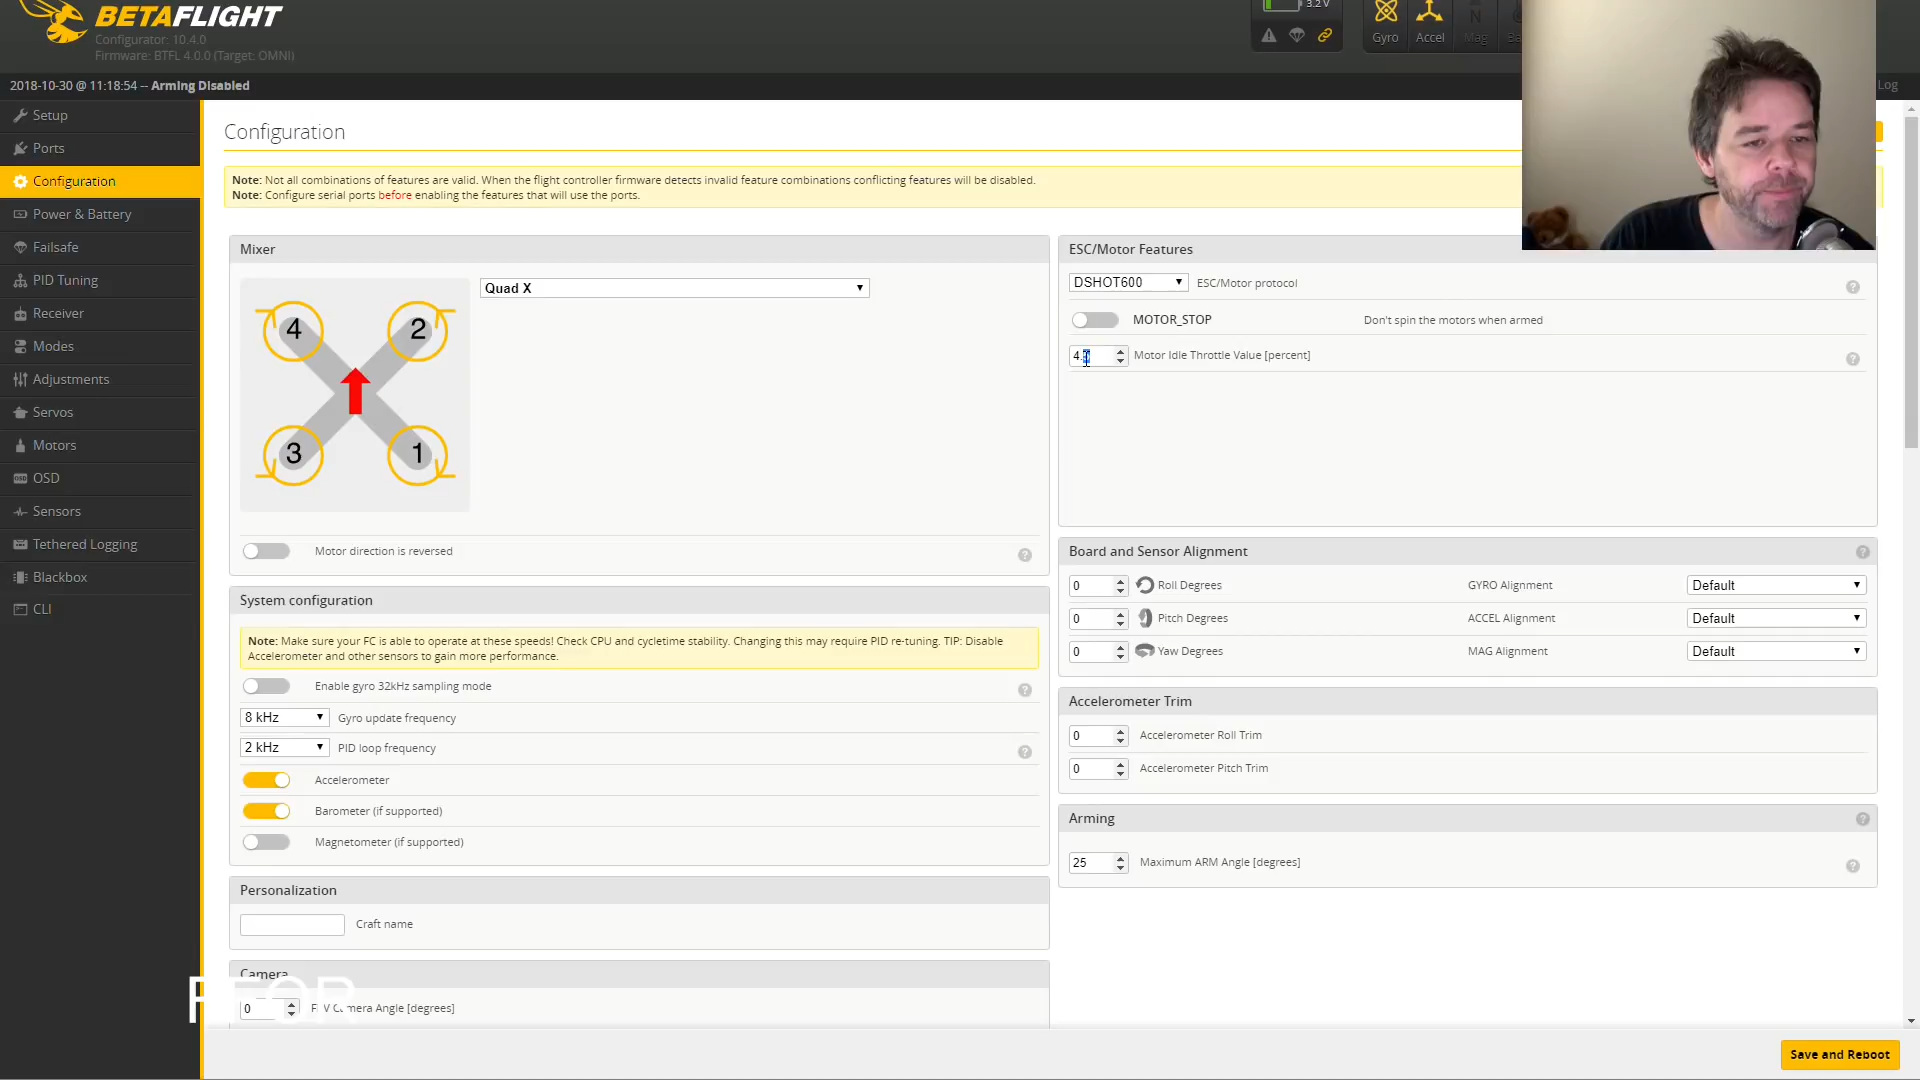 BETAFLIGHT
Configurator: 10.4.0
Firmware: BTFL 4.0.0 (Target: OMNI)
3.2 V
Gyro
Accel
Mag
2018-10-30 @ 11:18:54 -- Arming Disabled
Log
Setup
Ports
Configuration
Power & Battery
Failsafe
PID Tuning
Receiver
Modes
Adjustments
Servos
Motors
OSD
Sensors
Tethered Logging
Blackbox
CLI
Configuration
Note: Not all combinations of features are valid. When the flight controller firmware detects invalid feature combinations conflicting features will be disabled.
Note: Configure serial ports before enabling the features that will use the ports.
Mixer
Quad X
4 2
3 1
Motor direction is reversed
System configuration
Note: Make sure your FC is able to operate at these speeds! Check CPU and cycletime stability. Changing this may require PID re-tuning. TIP: Disable
Accelerometer and other sensors to gain more performance.
Enable gyro 32kHz sampling mode
8 kHz Gyro update frequency
2 kHz PID loop frequency
Accelerometer
Barometer (if supported)
Magnetometer (if supported)
Personalization
Craft name
Camera
0 FPV Camera Angle [degrees]
ESC/Motor Features
DSHOT600 ESC/Motor protocol
MOTOR_STOP Don't spin the motors when armed
4. Motor Idle Throttle Value [percent]
Board and Sensor Alignment
0 Roll Degrees GYRO Alignment Default
0 Pitch Degrees ACCEL Alignment Default
0 Yaw Degrees MAG Alignment Default
Accelerometer Trim
0 Accelerometer Roll Trim
0 Accelerometer Pitch Trim
Arming
25 Maximum ARM Angle [degrees]
Save and Reboot